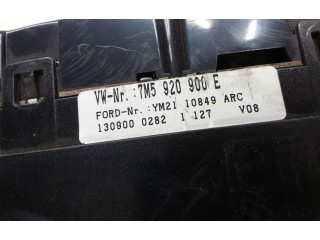 VW-Nr.:7M5 920 900 E
FORD-Nr.:YM21 10849 ARC
130900 0282 1 127 V08